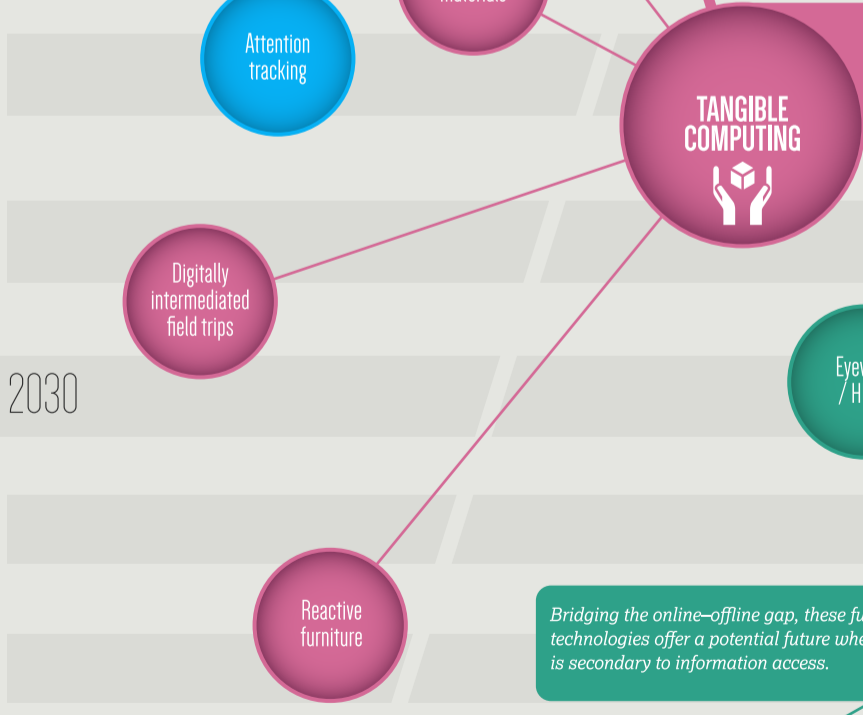 Attention
tracking
TANGIBLE
COMPUTING
Digitally
intermediated
field trips
2030
/ H
Reactive
furniture
Bridging the online–offline gap, these
technologies offer a potential future
is secondary to information access.